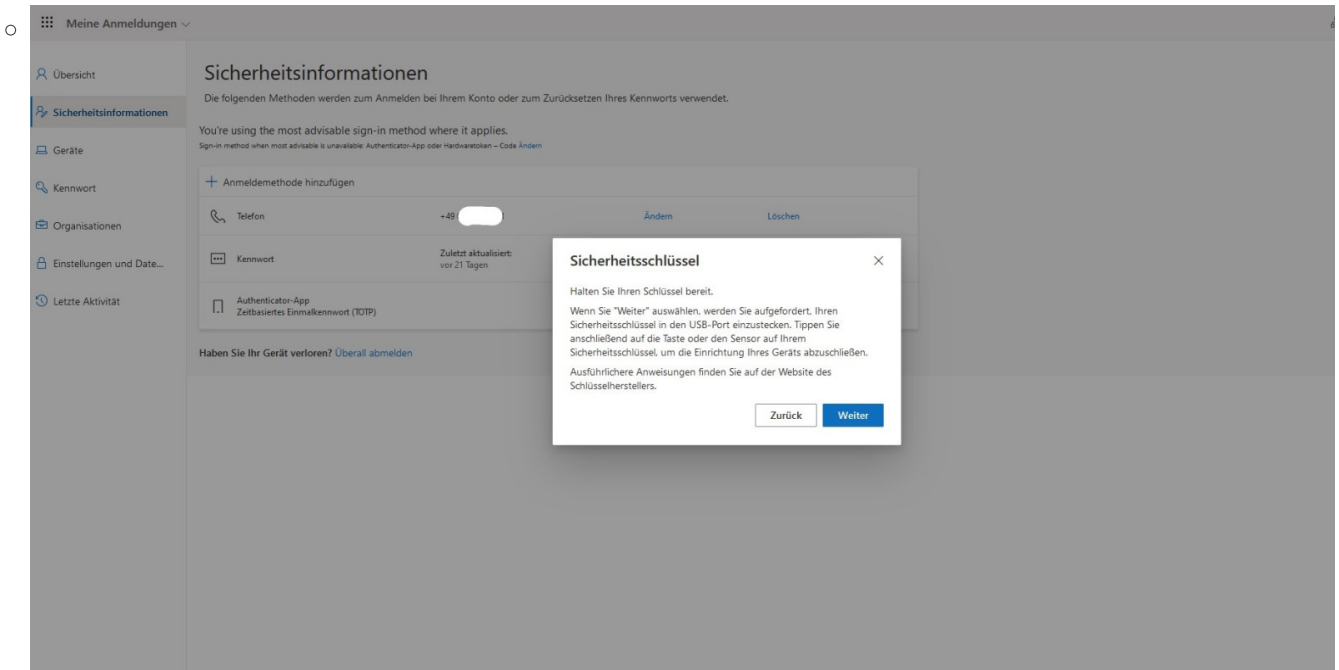 Meine Anmeldungen
Übersicht
Sicherheitsinformationen
Geräte
Kennwort
Organisationen
Einstellungen und Date...
Letzte Aktivität
Sicherheitsinformationen
Die folgenden Methoden werden zum Anmelden bei Ihrem Konto oder zum Zurücksetzen Ihres Kennworts verwendet.
You're using the most advisable sign-in method where it applies.
Sign-in method when most advisable is unavailable: Authenticator-App oder Hardwaretoken – Code Ändern
Anmeldemethode hinzufügen
Telefon +49 Ändern Löschen
Kennwort Zuletzt aktualisiert:
vor 21 Tagen
Authenticator-App
Zeitbasiertes Einmalkennwort (TOTP)
Haben Sie Ihr Gerät verloren? Überall abmelden
Sicherheitsschlüssel
Halten Sie Ihren Schlüssel bereit.
Wenn Sie "Weiter" auswählen, werden Sie aufgefordert, Ihren
Sicherheitsschlüssel in den USB-Port einzustecken. Tippen Sie
anschließend auf die Taste oder den Sensor auf Ihrem
Sicherheitsschlüssel, um die Einrichtung Ihres Geräts abzuschließen.
Ausführlichere Anweisungen finden Sie auf der Website des
Schlüsselherstellers.
Zurück Weiter